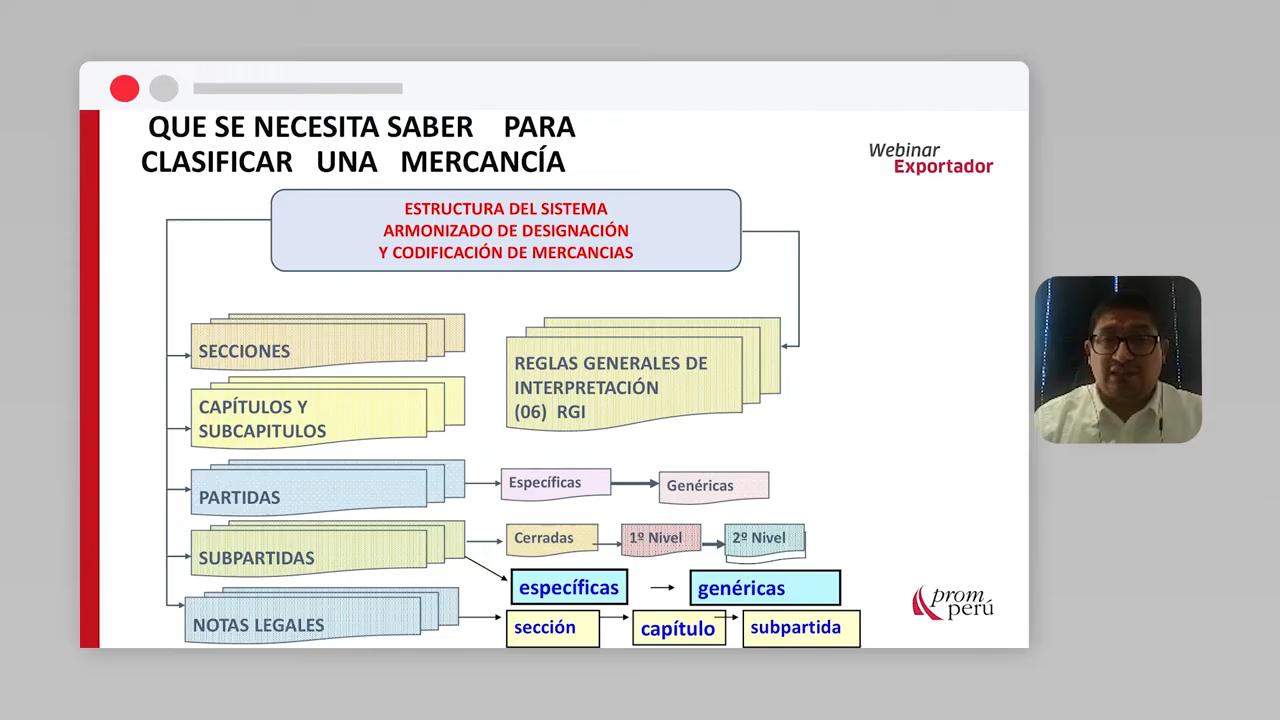 QUE SE NECESITA SABER PARA
CLASIFICAR UNA MERCANCÍA
Webinar
Exportador
ESTRUCTURA DEL SISTEMA
ARMONIZADO DE DESIGNACIÓN
Y CODIFICACIÓN DE MERCANCIAS
SECCIONES
REGLAS GENERALES DE
INTERPRETACIÓN
(06) RGI
CAPÍTULOS Y
SUBCAPITULOS
PARTIDAS
Específicas
Genéricas
SUBPARTIDAS
Cerradas
1º Nivel
2º Nivel
específicas
genéricas
NOTAS LEGALES
sección
capítulo
subpartida
prom
perú